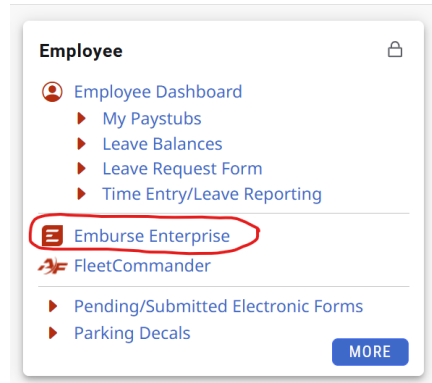 Employee
Employee Dashboard
My Paystubs
Leave Balances
Leave Request Form
Time Entry/Leave Reporting
Emburse Enterprise
FleetCommander
Pending/Submitted Electronic Forms
Parking Decals
MORE